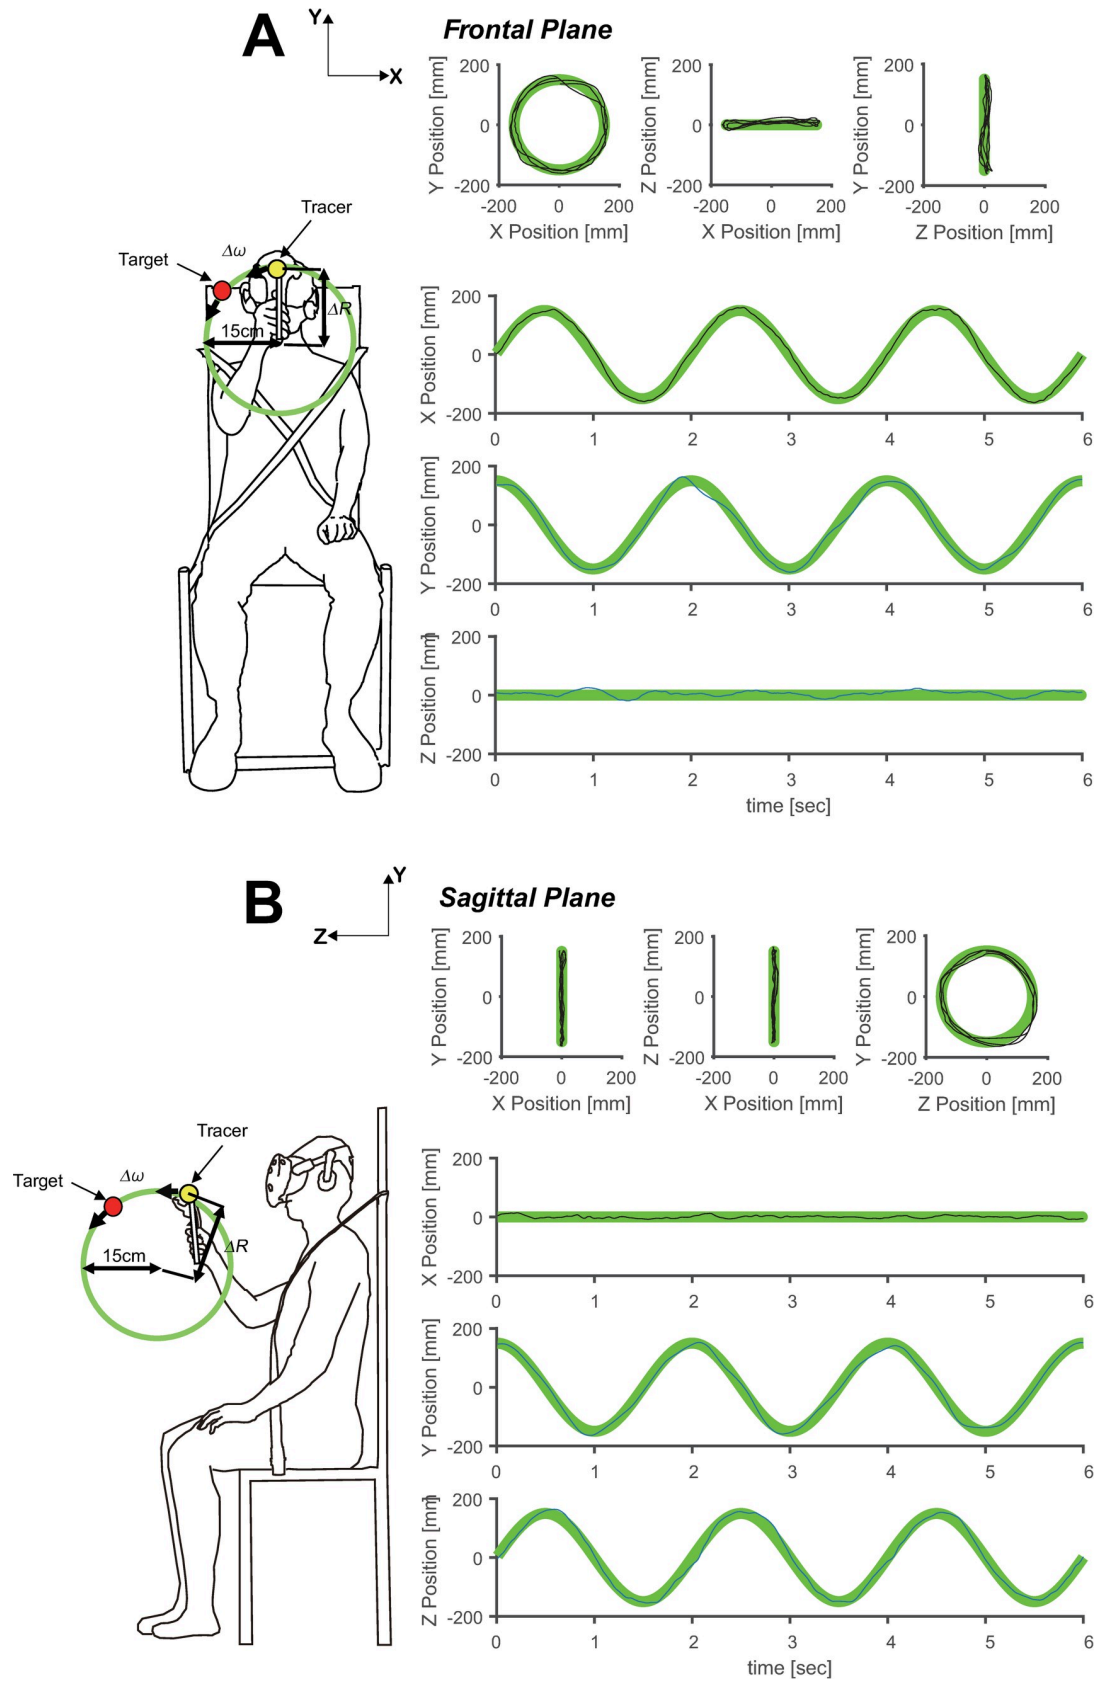 A
Y
X
Frontal Plane
Y Position [mm]
200
0
-200
-200 0 200
X Position [mm]
Z Position [mm]
200
0
-200
-200 0 200
X Position [mm]
Y Position [mm]
200
0
-200
-200 0 200
Z Position [mm]
Tracer
Target
Δω
ΔR
15cm
X Position [mm]
200
0
-200
0 1 2 3 4 5 6
Y Position [mm]
200
0
-200
0 1 2 3 4 5 6
Z Position [mm]
200
0
-200
0 1 2 3 4 5 6
time [sec]
B
Y
Z
Sagittal Plane
Y Position [mm]
200
0
-200
-200 0 200
X Position [mm]
Z Position [mm]
200
0
-200
-200 0 200
X Position [mm]
Y Position [mm]
200
0
-200
-200 0 200
Z Position [mm]
Tracer
Target
Δω
ΔR
15cm
X Position [mm]
200
0
-200
0 1 2 3 4 5 6
Y Position [mm]
200
0
-200
0 1 2 3 4 5 6
Z Position [mm]
200
0
-200
0 1 2 3 4 5 6
time [sec]